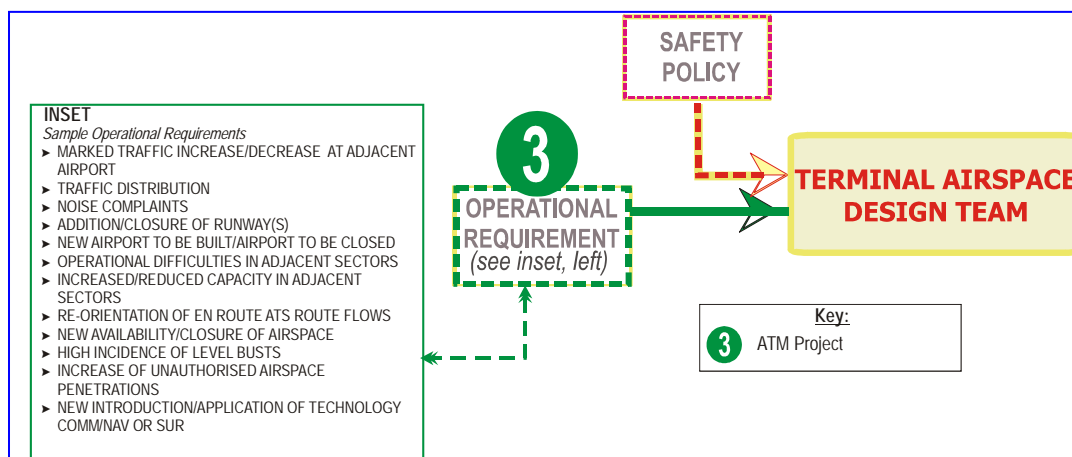 SAFETY
POLICY
INSET
Sample Operational Requirements
➤ MARKED TRAFFIC INCREASE/DECREASE AT ADJACENT
AIRPORT
➤ TRAFFIC DISTRIBUTION
➤ NOISE COMPLAINTS
➤ ADDITION/CLOSURE OF RUNWAY(S)
➤ NEW AIRPORT TO BE BUILT/AIRPORT TO BE CLOSED
➤ OPERATIONAL DIFFICULTIES IN ADJACENT SECTORS
➤ INCREASED/REDUCED CAPACITY IN ADJACENT
SECTORS
➤ RE-ORIENTATION OF EN ROUTE ATS ROUTE FLOWS
➤ NEW AVAILABILITY/CLOSURE OF AIRSPACE
➤ HIGH INCIDENCE OF LEVEL BUSTS
➤ INCREASE OF UNAUTHORISED AIRSPACE
PENETRATIONS
➤ NEW INTRODUCTION/APPLICATION OF TECHNOLOGY
COMM/NAV OR SUR
3
OPERATIONAL
REQUIREMENT
(see inset, left)
TERMINAL AIRSPACE
DESIGN TEAM
Key:
3 ATM Project